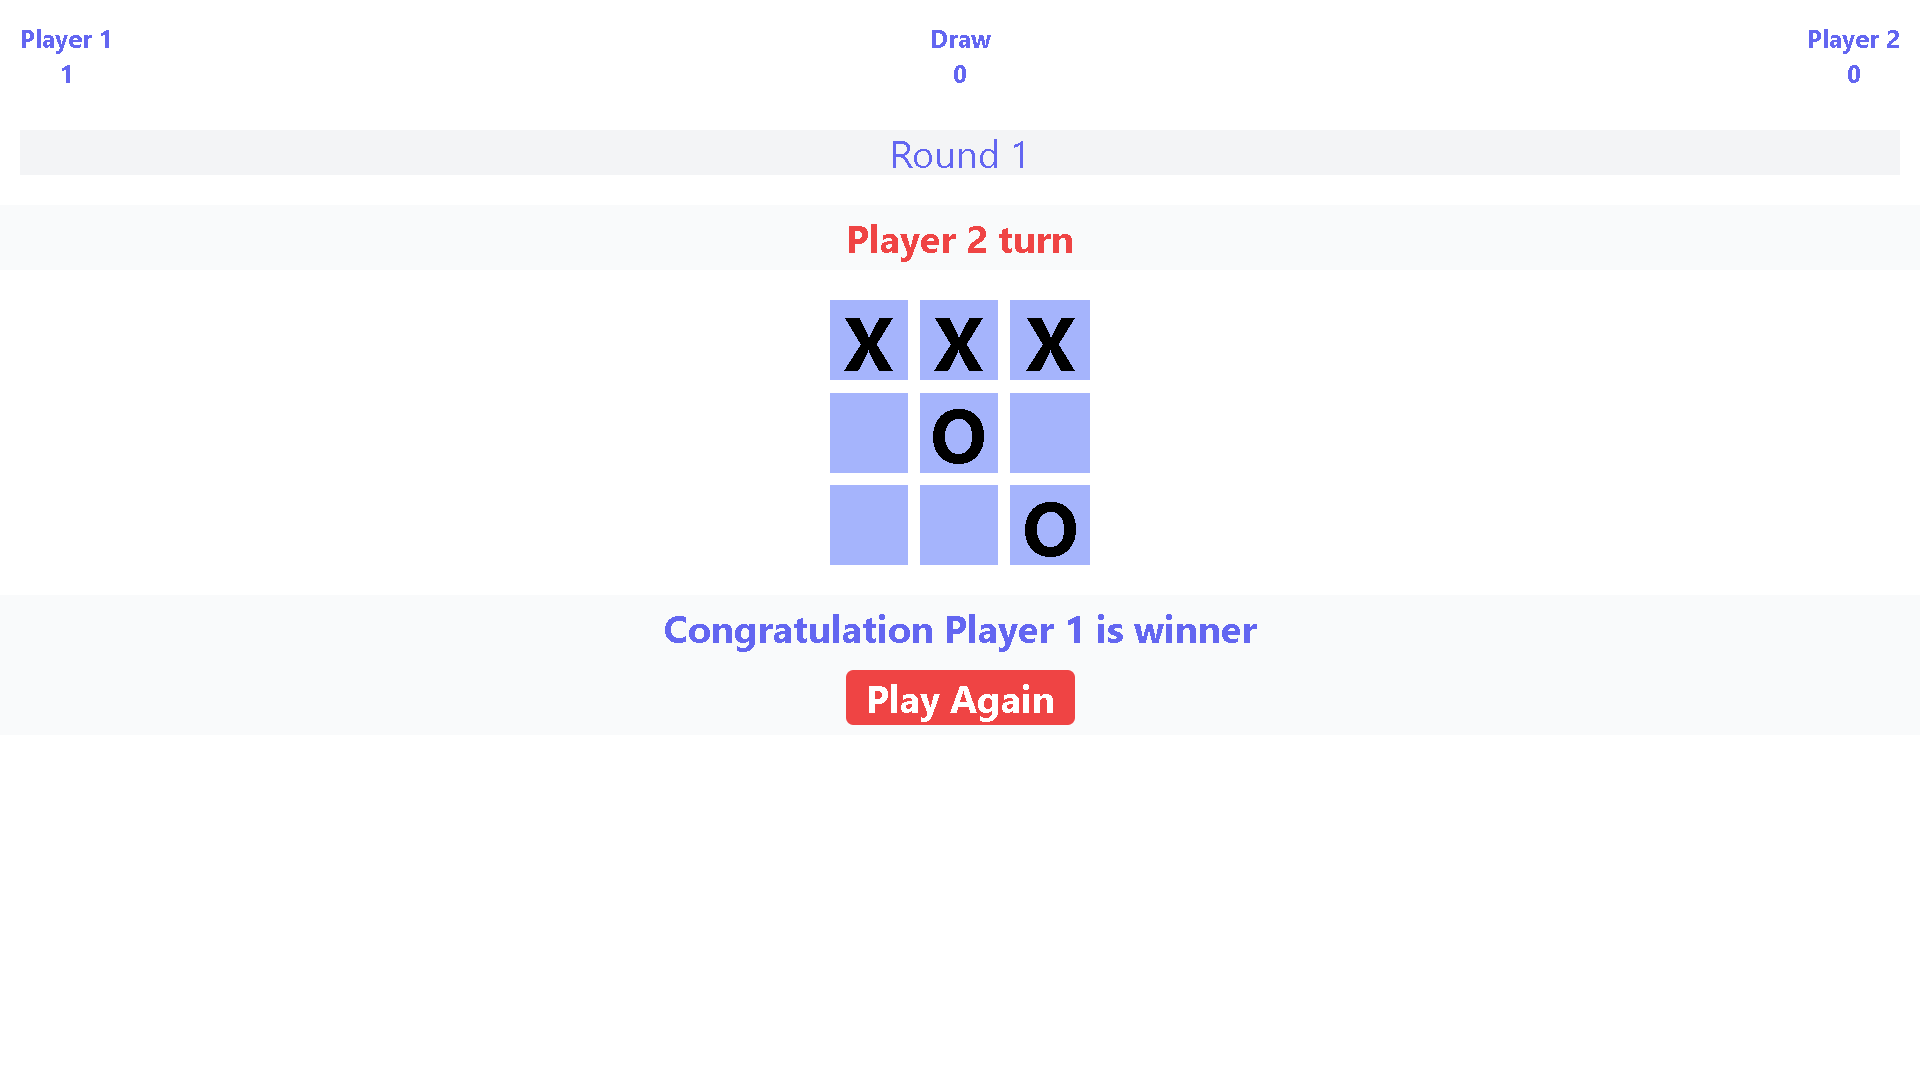 Player 1 Draw Player 2
1 0 0
Round 1
Player 2 turn
X X X
O
O
Congratulation Player 1 is winner
Play Again